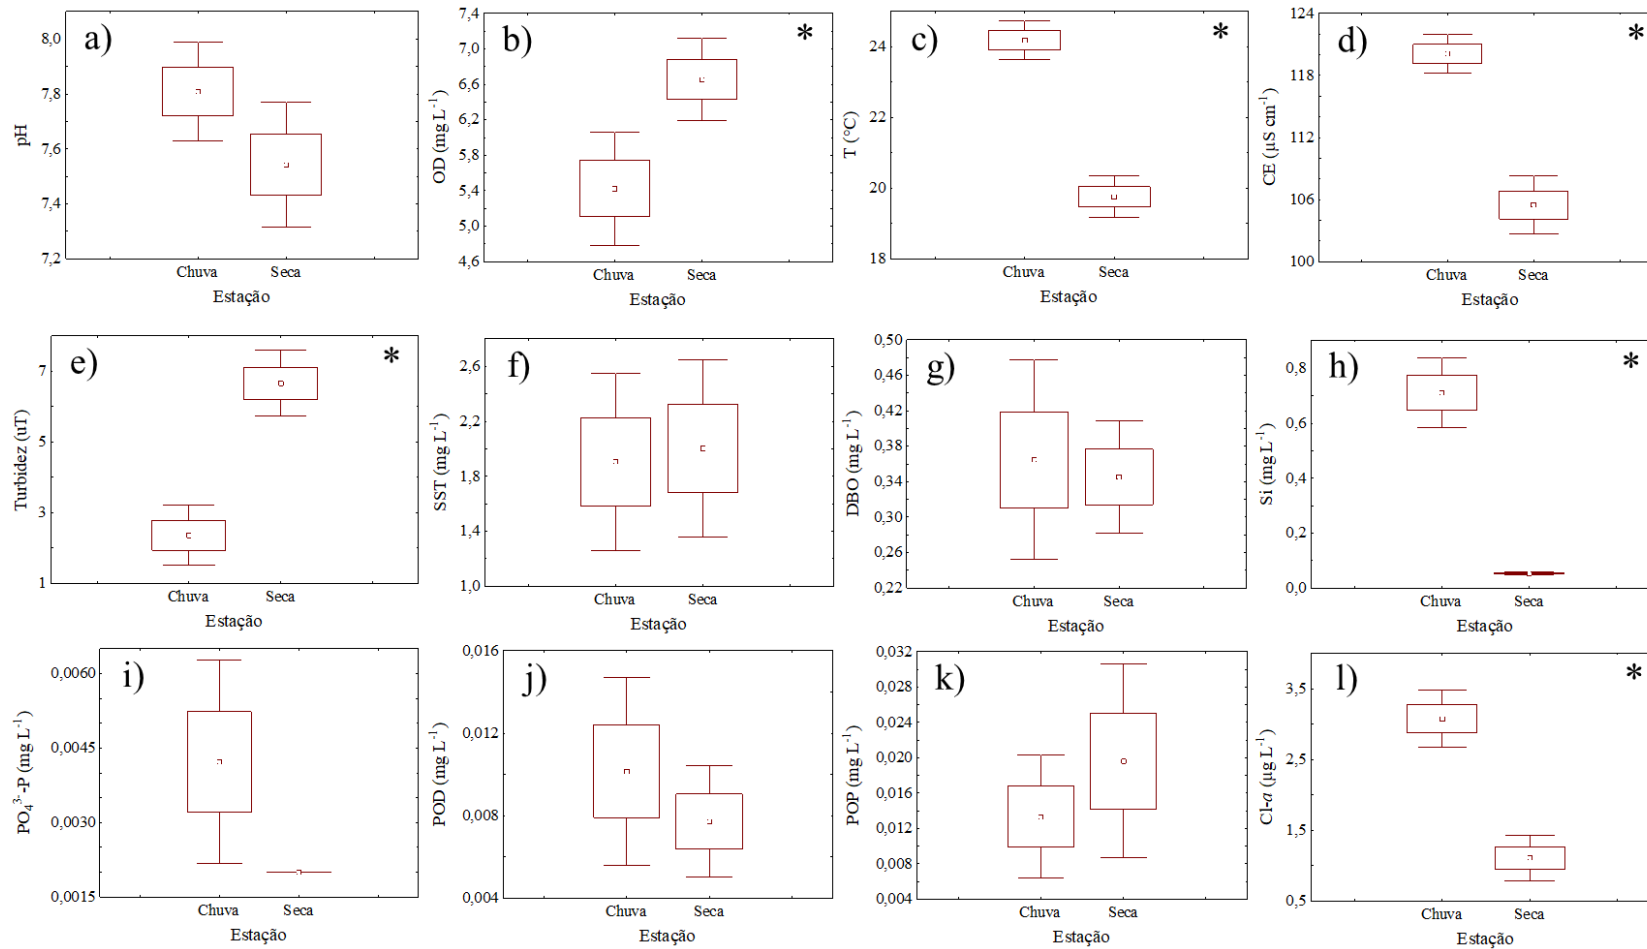 a)
pH
8,0
7,8
7,6
7,4
7,2
Chuva Seca
Estação
b)
*
OD (mg L⁻¹)
7,4
7,0
6,6
6,2
5,8
5,4
5,0
4,6
Chuva Seca
Estação
c)
*
T (°C)
24
22
20
18
Chuva Seca
Estação
d)
*
CE (µS cm⁻¹)
124
118
112
106
100
Chuva Seca
Estação
e)
*
Turbidez (uT)
7
5
3
1
Chuva Seca
Estação
f)
SST (mg L⁻¹)
2,6
2,2
1,8
1,4
1,0
Chuva Seca
Estação
g)
DBO (mg L⁻¹)
0,50
0,46
0,42
0,38
0,34
0,30
0,26
0,22
Chuva Seca
Estação
h)
*
Si (mg L⁻¹)
0,8
0,6
0,4
0,2
0,0
Chuva Seca
Estação
i)
PO₄³⁻-P (mg L⁻¹)
0,0060
0,0045
0,0030
0,0015
Chuva Seca
Estação
j)
POD (mg L⁻¹)
0,016
0,012
0,008
0,004
Chuva Seca
Estação
k)
POP (mg L⁻¹)
0,032
0,028
0,024
0,020
0,016
0,012
0,008
0,004
Chuva Seca
Estação
l)
*
Cl-a (µg L⁻¹)
3,5
2,5
1,5
0,5
Chuva Seca
Estação